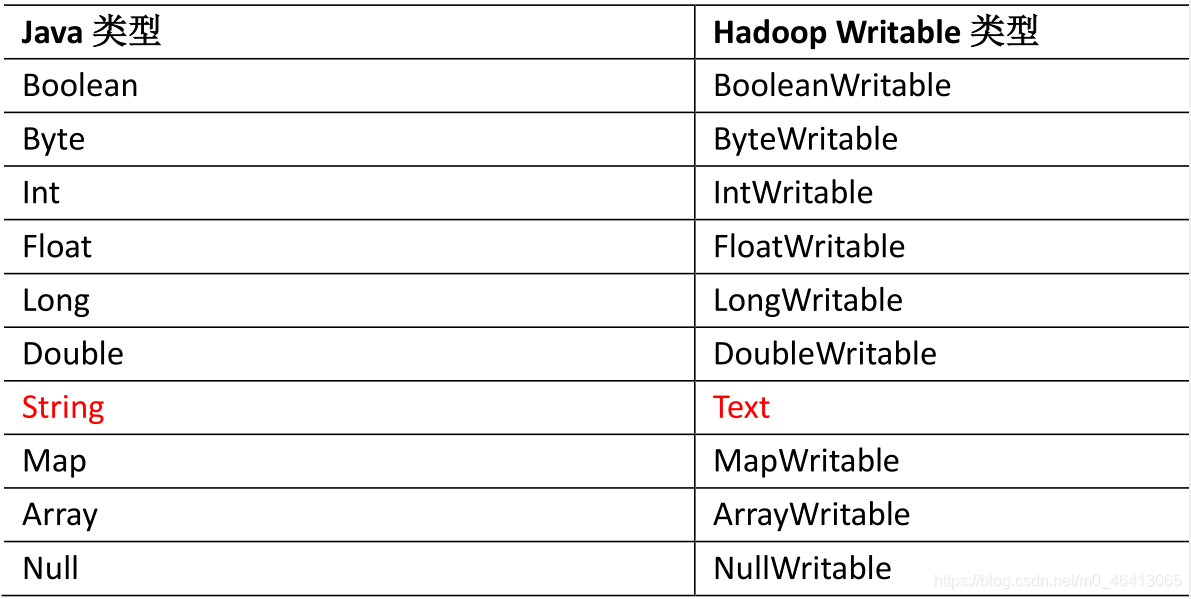 Java 类型 Hadoop Writable 类型
Boolean BooleanWritable
Byte ByteWritable
Int IntWritable
Float FloatWritable
Long LongWritable
Double DoubleWritable
String Text
Map MapWritable
Array ArrayWritable
Null NullWritable
https://blog.csdn.net/m0_46413065